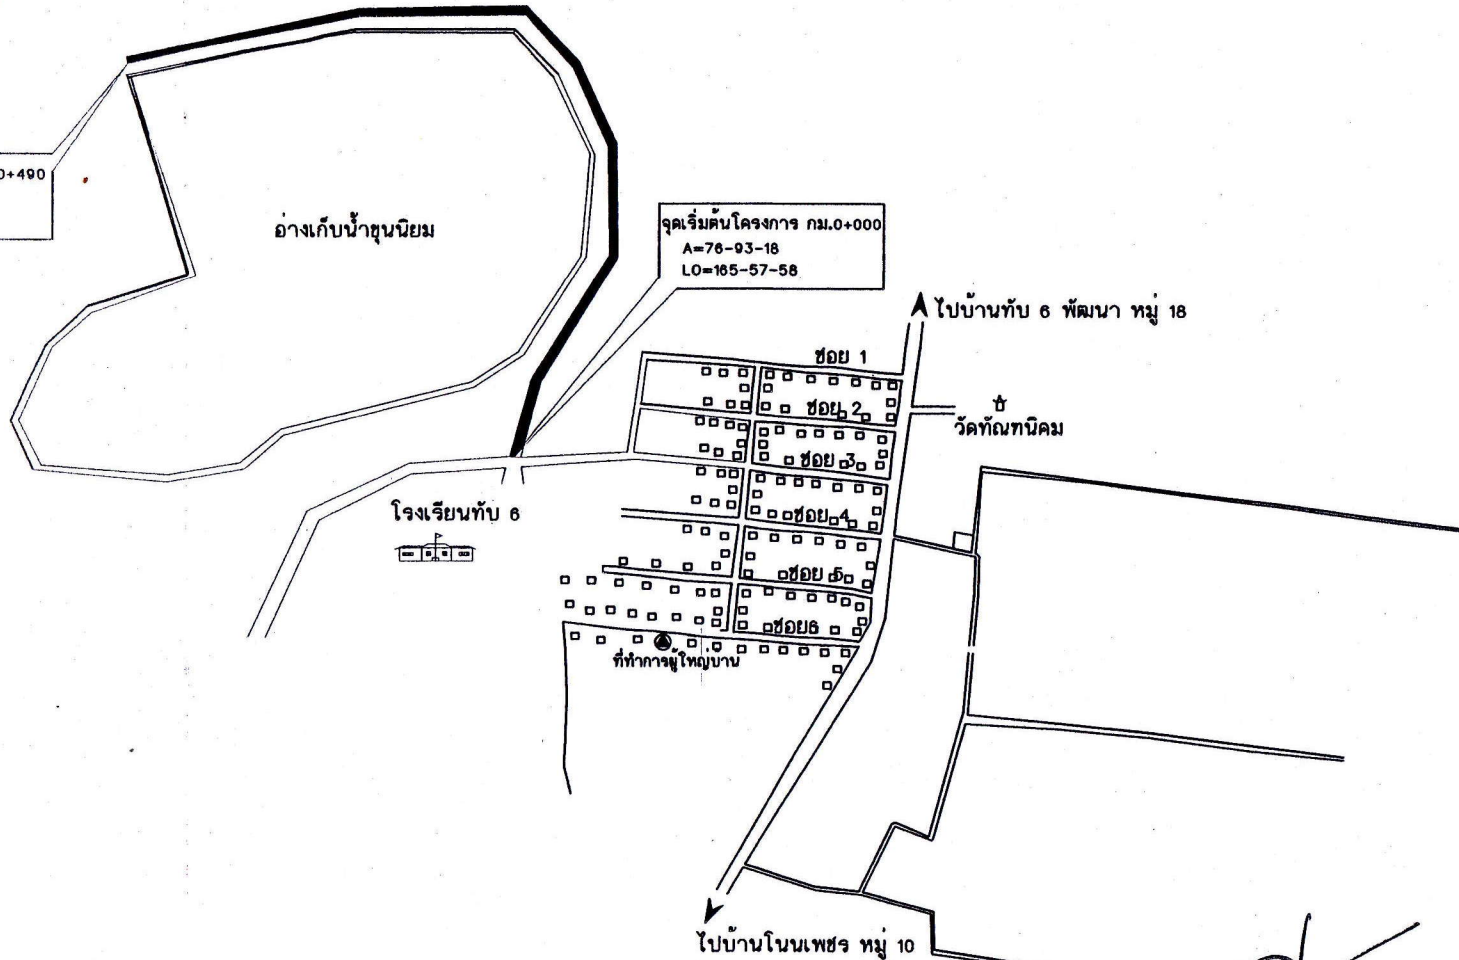 0+490
อ่างเก็บน้ำขุนนิยม
จุดเริ่มต้นโครงการ กม.0+000
A=76-93-18
LO=165-57-58
ไปบ้านทับ 6 พัฒนา หมู่ 18
ซอย 1
ซอย 2
วัดทัณฑนิคม
ซอย 3
โรงเรียนทับ 6
ซอย 4
ซอย 5
ซอย6
ที่ทำการผู้ใหญ่บ้าน
ไปบ้านโนนเพชร หมู่ 10